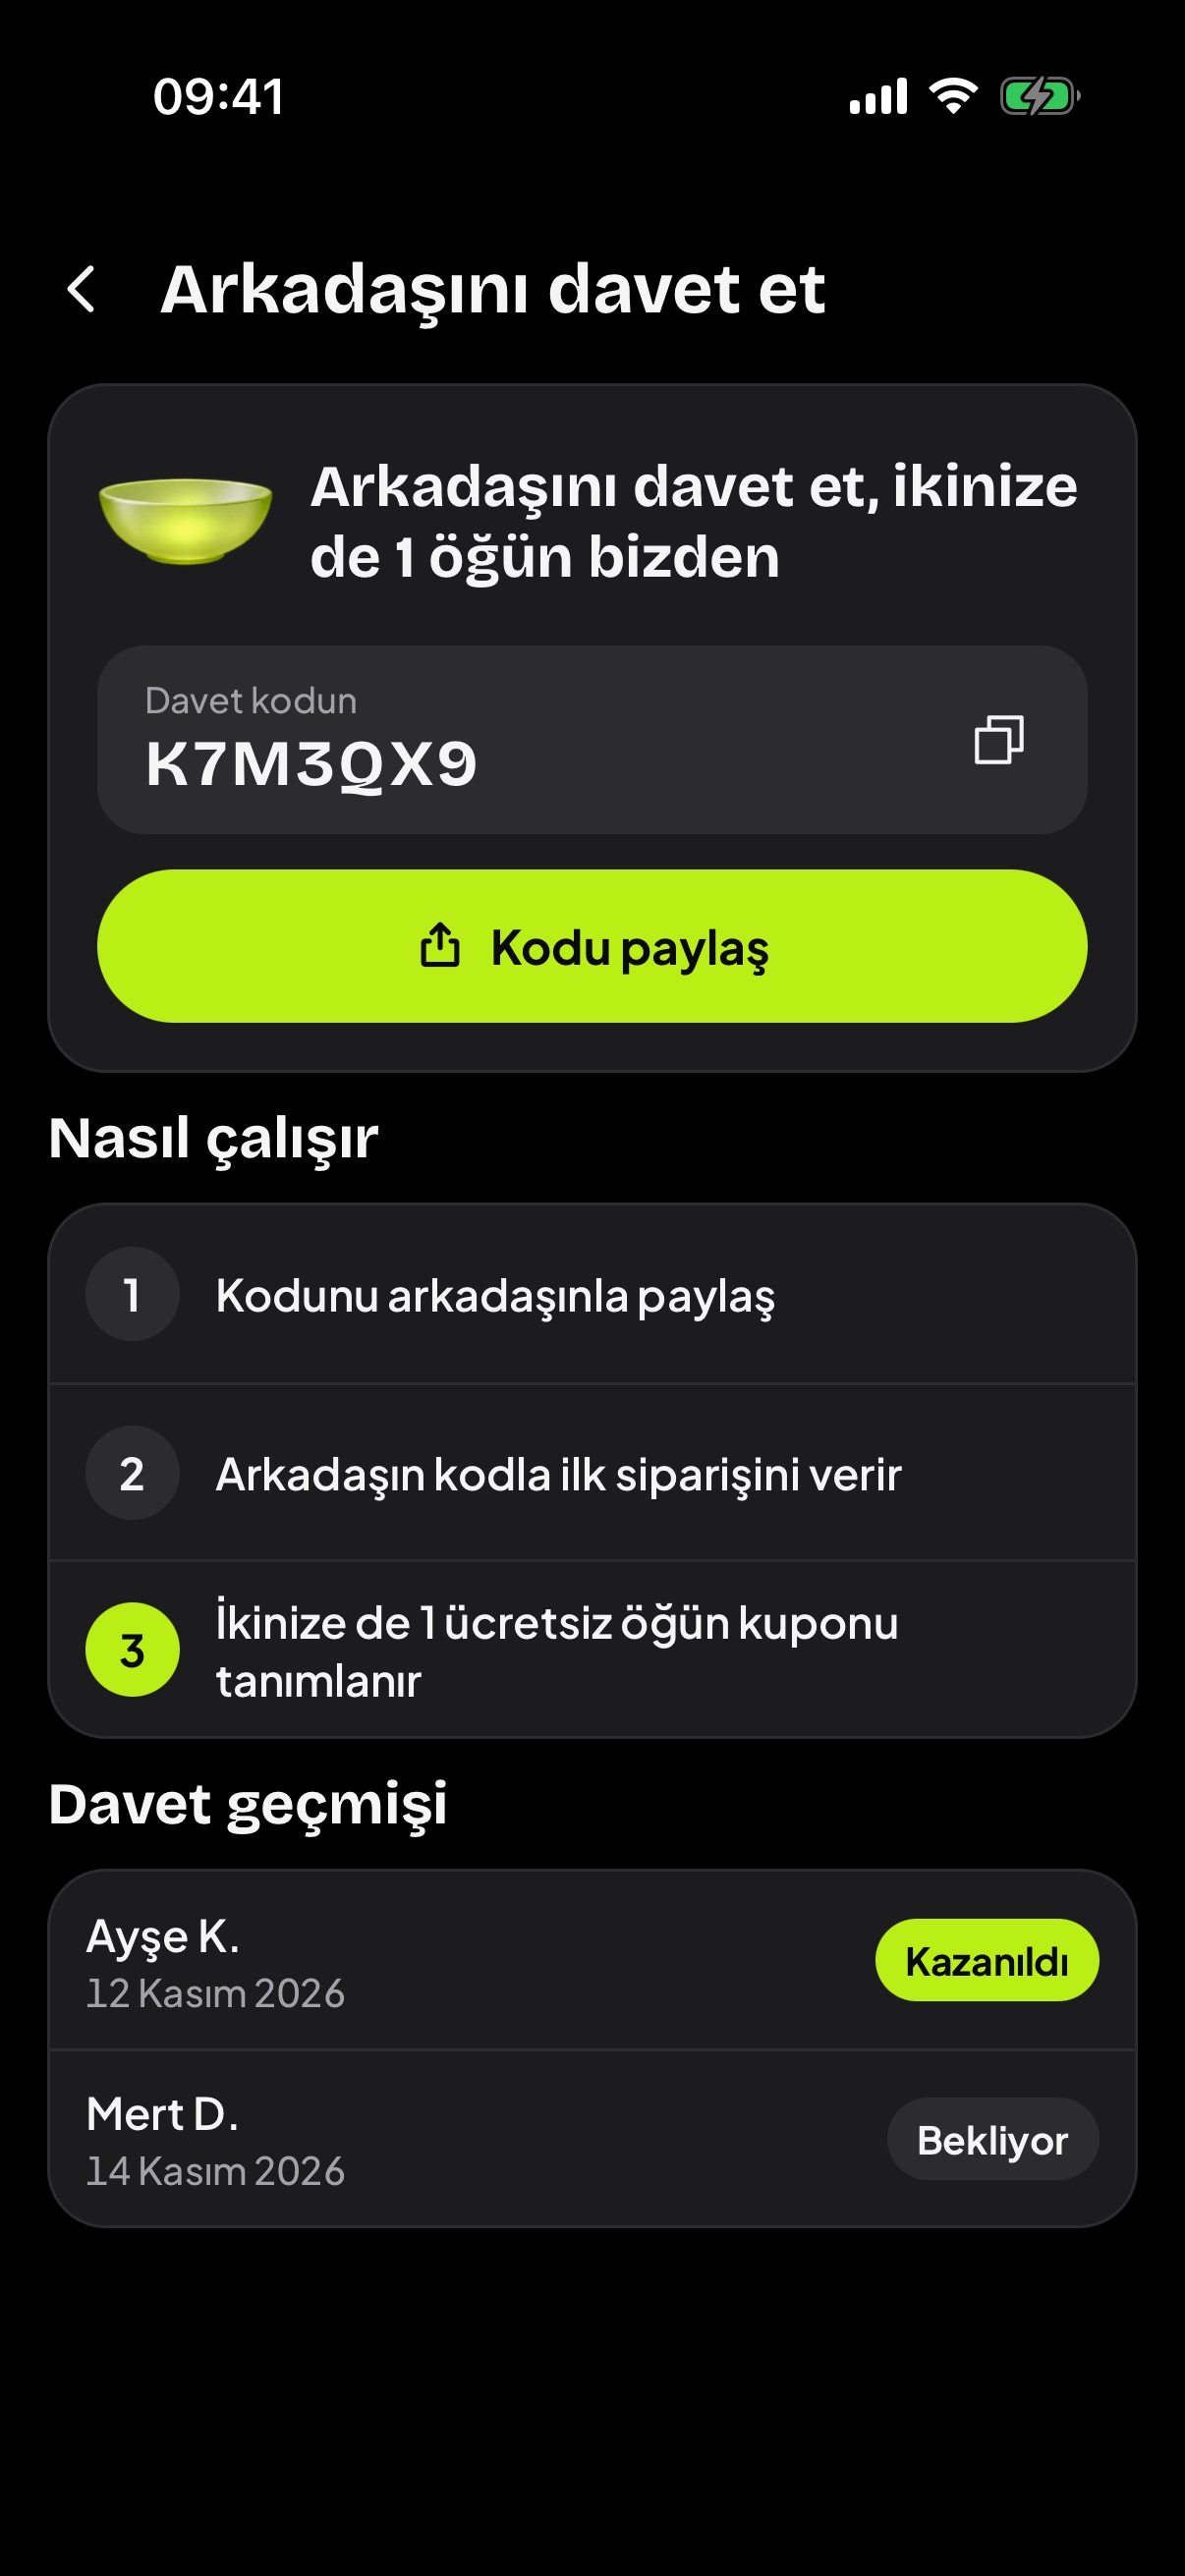 09:41
Arkadaşını davet et
Arkadaşını davet et, ikinize
de 1 öğün bizden
Davet kodun
K7M3QX9
Kodu paylaş
Nasıl çalışır
1
Kodunu arkadaşınla paylaş
2
Arkadaşın kodla ilk siparişini verir
3
İkinize de 1 ücretsiz öğün kuponu
tanımlanır
Davet geçmişi
Ayşe K.
12 Kasım 2026
Kazanıldı
Mert D.
14 Kasım 2026
Bekliyor